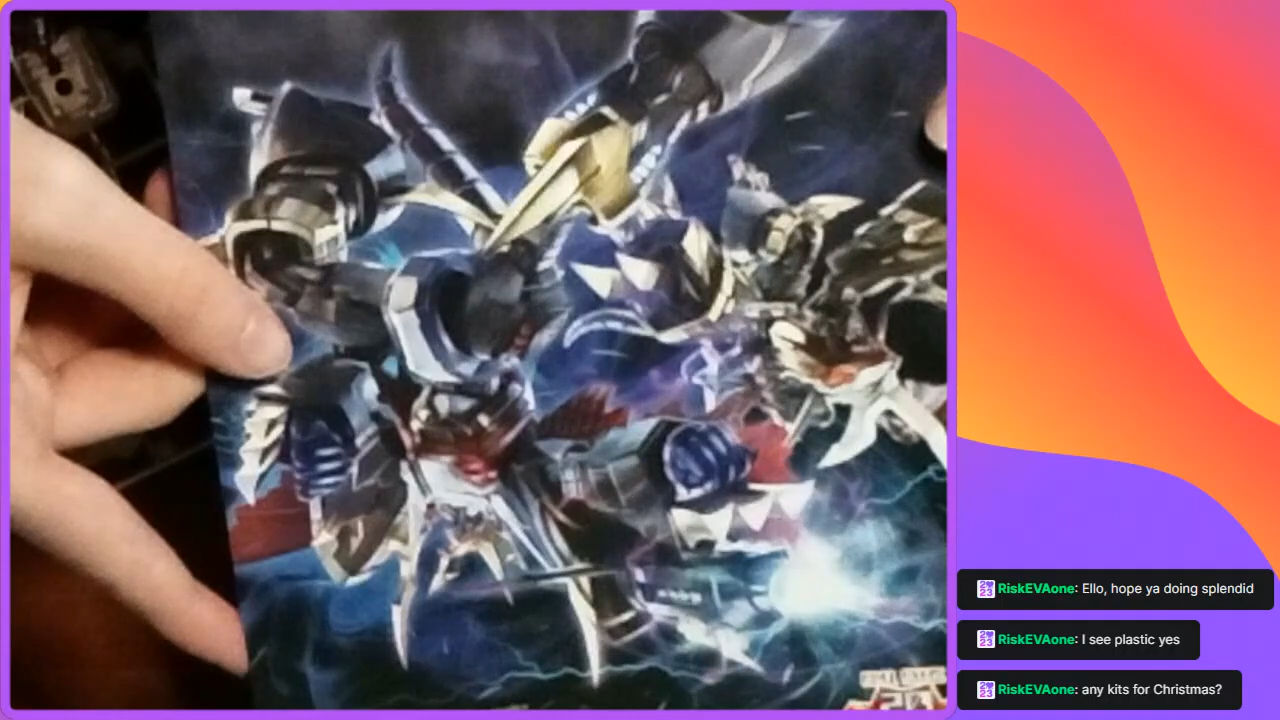 RiskEVAone: Ello, hope ya doing splendid
RiskEVAone: I see plastic yes
RiskEVAone: any kits for Christmas?